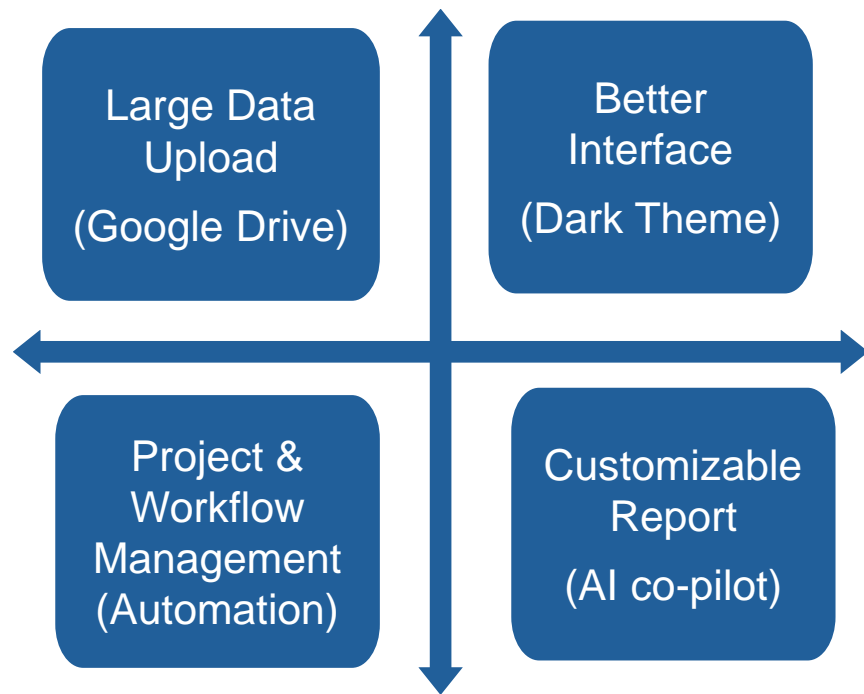 Large Data
Upload
(Google Drive)
Better
Interface
(Dark Theme)
Project &
Workflow
Management
(Automation)
Customizable
Report
(AI co-pilot)